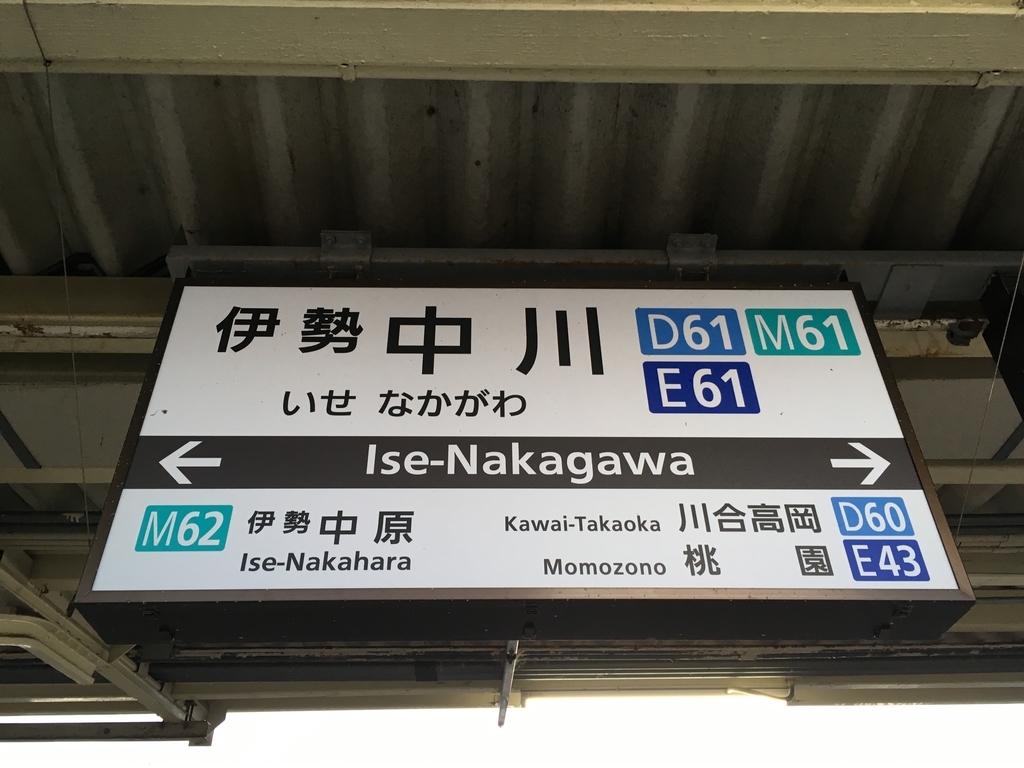 伊勢中川 D61 M61
E61
いせ なかがわ
← Ise-Nakagawa →
M62 伊勢中原
Ise-Nakahara
Kawai-Takaoka 川合高岡 D60
Momozono 桃園 E43